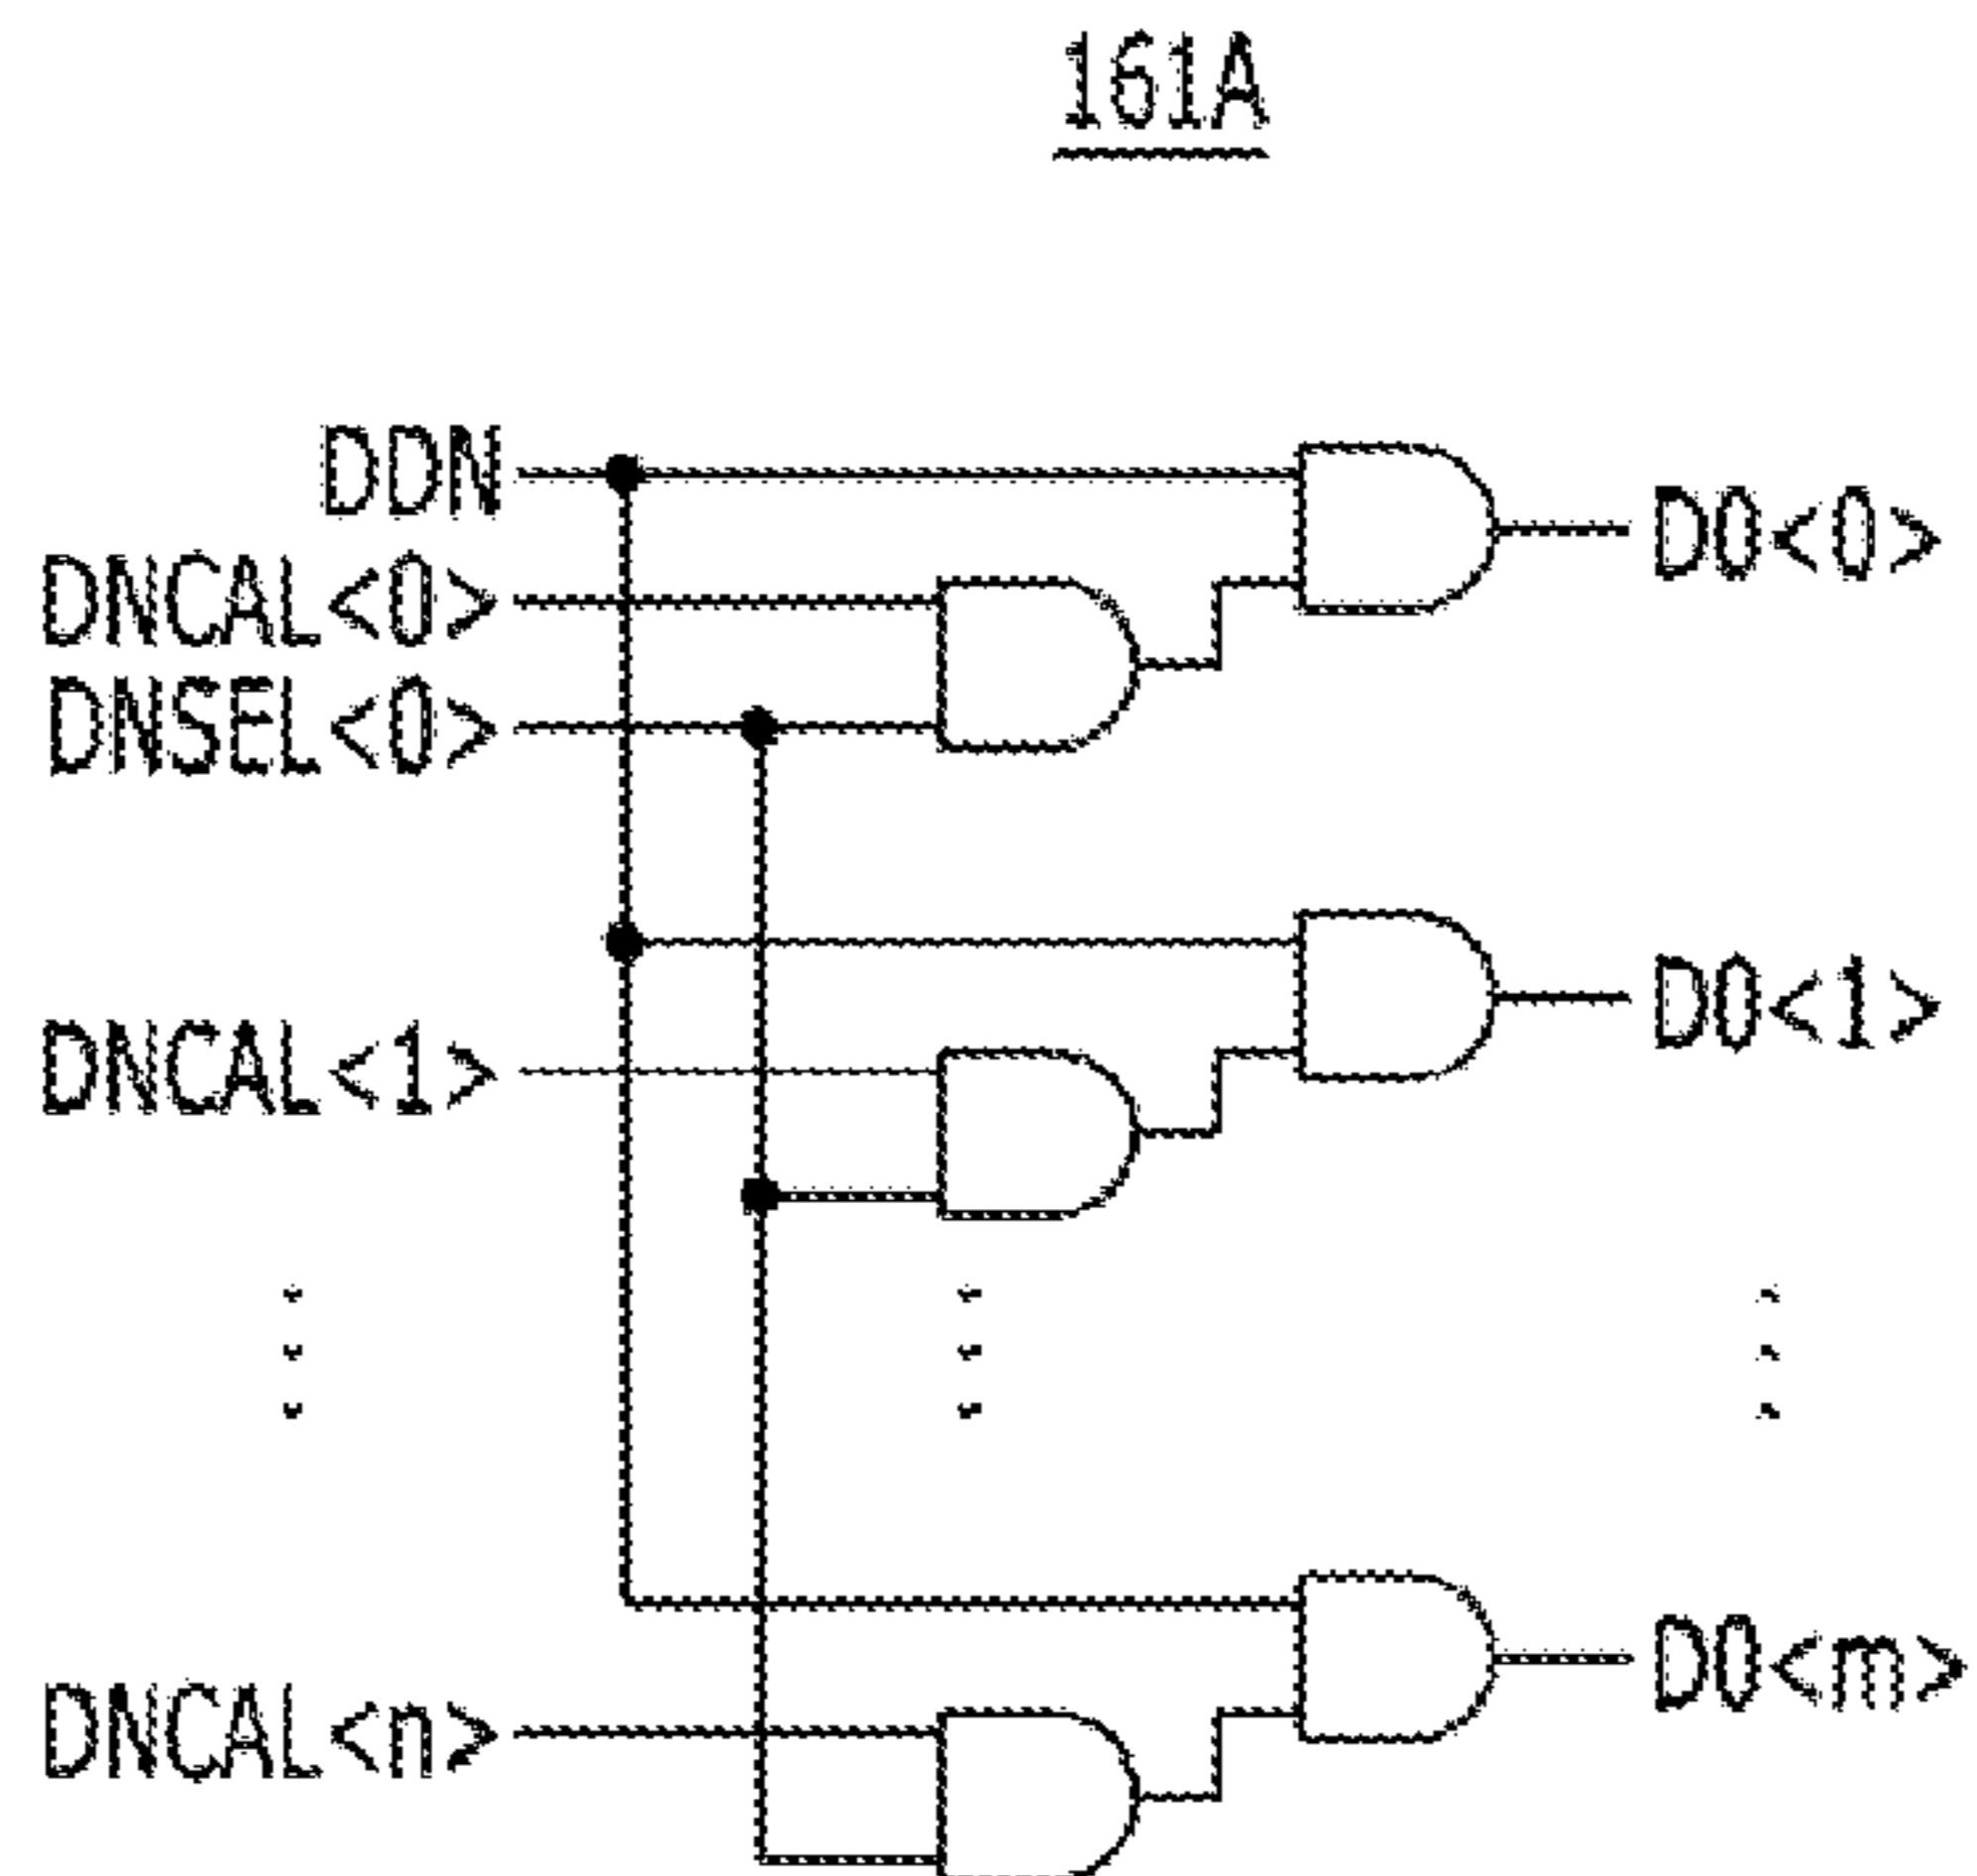 161A
DDN
DNCAL<0>
DO<0>
DNSEL<0>
DNCAL<1>
DO<1>
DNCAL<n>
DO<m>